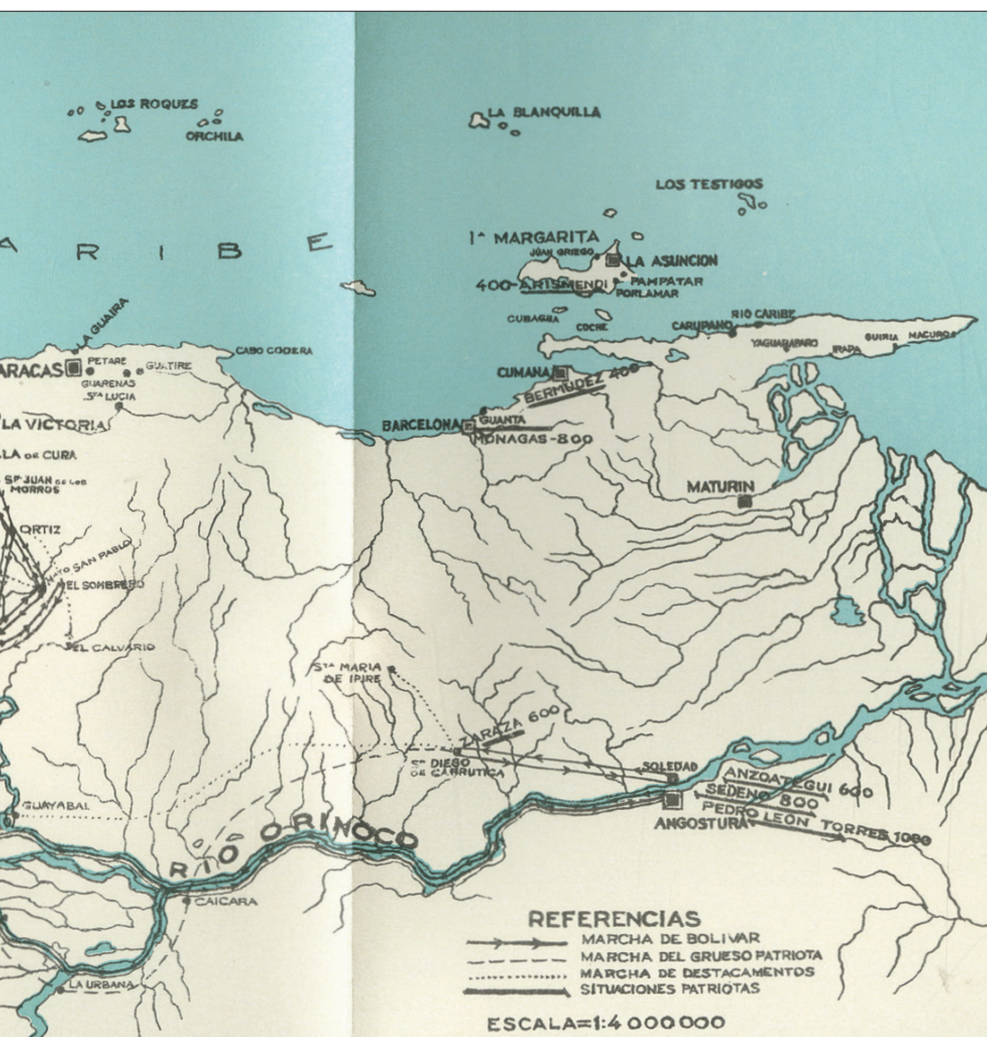 LOS ROQUES
ORCHILA
LA BLANQUILLA
LOS TESTIGOS
A R I B E
Iᴬ MARGARITA
JUAN GRIEGO
LA ASUNCION
400-ARISMENDI
PAMPATAR
PORLAMAR
CUBAGUA
COCHE
LA GUAIRA
CABO CODERA
ARACAS
PETARE
GUATIRE
GUARENAS
Sᵀᴬ LUCIA
RIO CARIBE
CARUPANO
YAGUARAPARO
IRAPA
GUIRIA
MACURO
CUMANA
BERMUDEZ 400
BARCELONA
GUANTA
MONAGAS-800
LA VICTORIA
LA DE CURA
Sᴺ JUAN DE LOS
MORROS
MATURIN
ORTIZ
SAN PABLO
EL SOMBRERO
EL CALVARIO
Sᵀᴬ MARIA
DE IPIRE
ZARAZA 600
Sᴺ DIEGO
DE CABRUTICA
SOLEDAD
ANZOATEGUI 600
SEDEÑO 800
PEDRO LEON TORRES 1000
ANGOSTURA
GUAYABAL
RIO ORINOCO
CAICARA
LA URBANA
REFERENCIAS
MARCHA DE BOLIVAR
MARCHA DEL GRUESO PATRIOTA
MARCHA DE DESTACAMENTOS
SITUACIONES PATRIOTAS
ESCALA=1:4 000 000